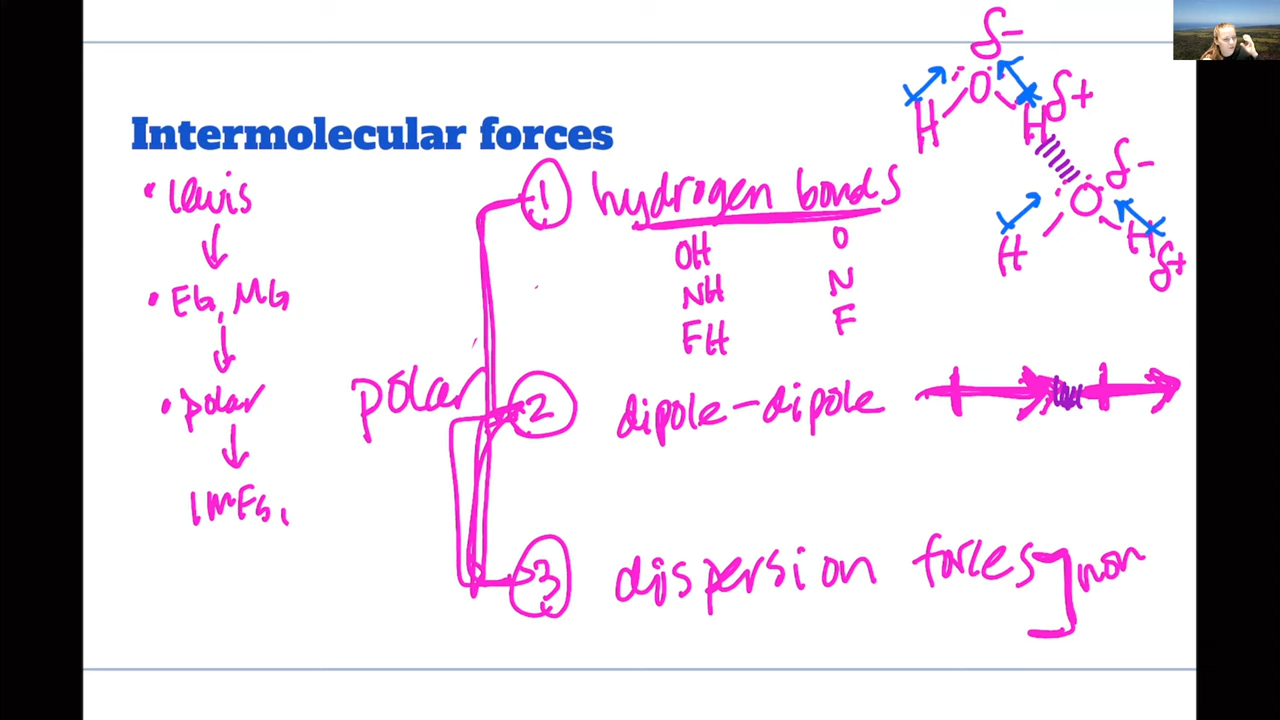 Intermolecular forces
• lewis
↓
• EG, MG
↓
• polar
↓
IMFs,
polar
① hydrogen bonds
OH O
NH N
FH F
② dipole-dipole
③ dispersion forces] non
δ-
O
H H δ+
O δ-
H H δ+